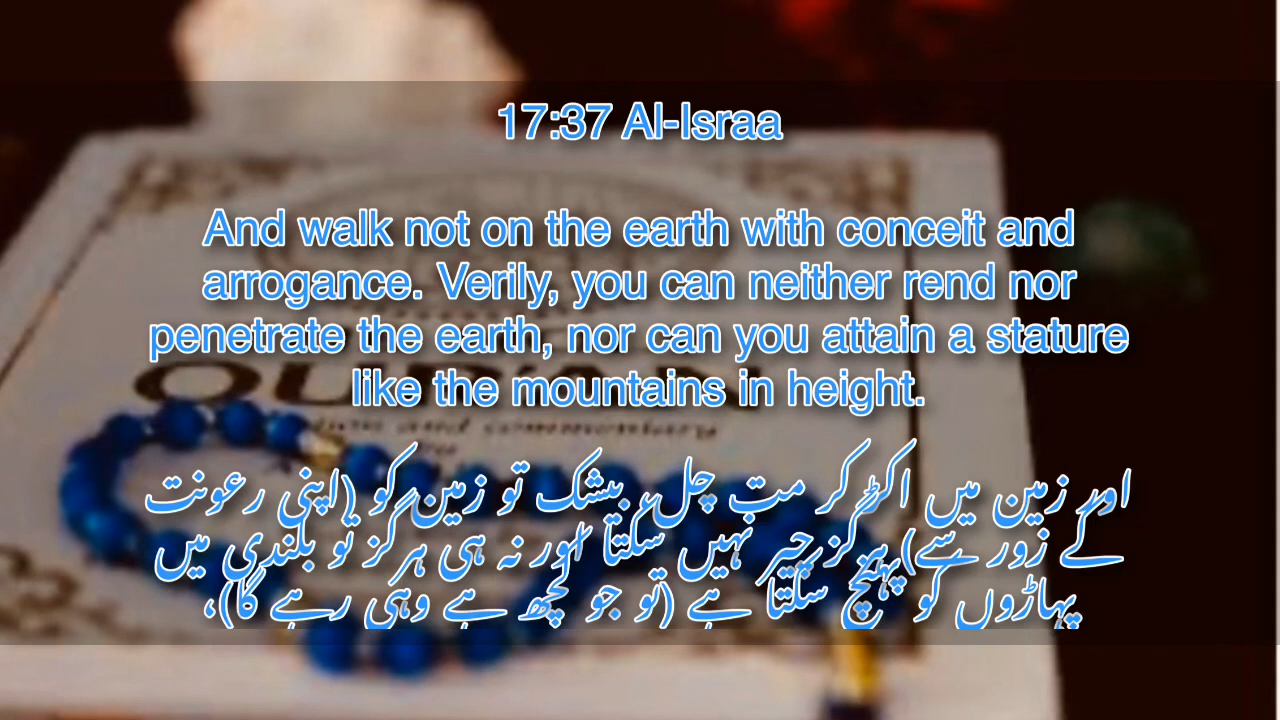 17:37 Al-Israa
And walk not on the earth with conceit and
arrogance. Verily, you can neither rend nor
penetrate the earth, nor can you attain a stature
like the mountains in height.
اور زمین میں اکڑ کر مت چل، بیشک تو زمین کو (اپنی رعونت
کے زور سے) ہرگز چیر نہیں سکتا اور نہ ہی ہرگز تو بلندی میں
پہاڑوں کو پہنچ سکتا ہے (تو جو کچھ ہے وہی رہے گا)،